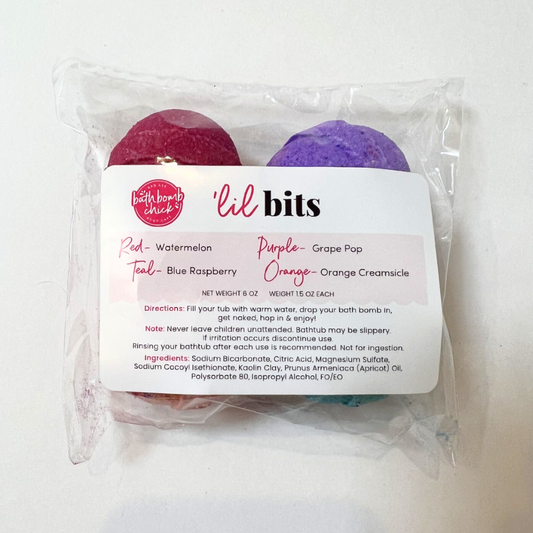 bathbomb
chick
'lil bits
Red- Watermelon
Purple- Grape Pop
Teal- Blue Raspberry
Orange- Orange Creamsicle
NET WEIGHT 6 OZ WEIGHT 1.5 OZ EACH
Directions: Fill your tub with warm water, drop your bath bomb in,
get naked, hop in & enjoy!
Note: Never leave children unattended. Bathtub may be slippery.
If irritation occurs discontinue use.
Rinsing your bathtub after each use is recommended. Not for ingestion.
Ingredients: Sodium Bicarbonate, Citric Acid, Magnesium Sulfate,
Sodium Cocoyl Isethionate, Kaolin Clay, Prunus Armeniaca (Apricot) Oil,
Polysorbate 80, Isopropyl Alcohol, FO/EO